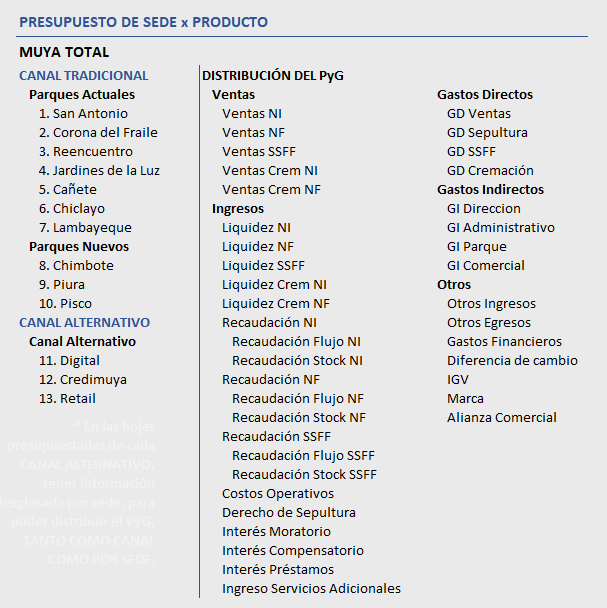 PRESUPUESTO DE SEDE x PRODUCTO
MUYA TOTAL
CANAL TRADICIONAL
Parques Actuales
1. San Antonio
2. Corona del Fraile
3. Reencuentro
4. Jardines de la Luz
5. Cañete
6. Chiclayo
7. Lambayeque
Parques Nuevos
8. Chimbote
9. Piura
10. Pisco
CANAL ALTERNATIVO
Canal Alternativo
11. Digital
12. Credimuya
13. Retail
* En las hojas
presupuestadas de cada
CANAL ALTERNATIVO,
tener información
poder distribuir el PyG,
TANTO COMO CANAL
COMO POR SEDE.
DISTRIBUCIÓN DEL PyG
Ventas
Ventas NI
Ventas NF
Ventas SSFF
Ventas Crem NI
Ventas Crem NF
Ingresos
Liquidez NI
Liquidez NF
Liquidez SSFF
Liquidez Crem NI
Liquidez Crem NF
Recaudación NI
Recaudación Flujo NI
Recaudación Stock NI
Recaudación NF
Recaudación Flujo NF
Recaudación Stock NF
Recaudación SSFF
Recaudación Flujo SSFF
Recaudación Stock SSFF
Costos Operativos
Derecho de Sepultura
Interés Moratorio
Interés Compensatorio
Interés Préstamos
Ingreso Servicios Adicionales
Gastos Directos
GD Ventas
GD Sepultura
GD SSFF
GD Cremación
Gastos Indirectos
GI Direccion
GI Administrativo
GI Parque
GI Comercial
Otros
Otros Ingresos
Otros Egresos
Gastos Financieros
Diferencia de cambio
IGV
Marca
Alianza Comercial